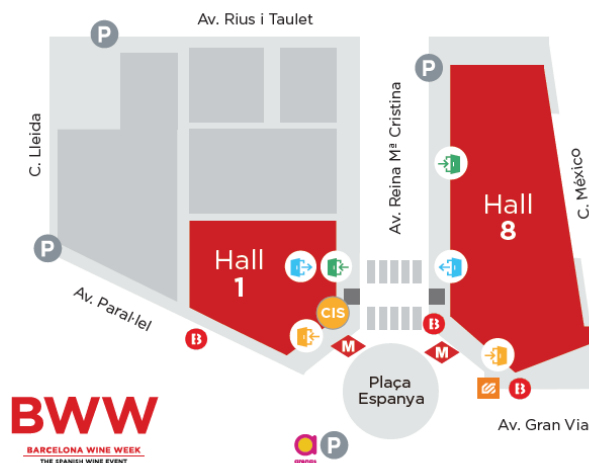 Av. Rius i Taulet
P
P
C. Lleida
Av. Reina Mª Cristina
C. México
Hall
8
Hall
1
P
Av. Paral·lel
CIS
B
B
M
M
Plaça
Espanya
B
Av. Gran Via
BWW
BARCELONA WINE WEEK
THE SPANISH WINE EVENT
a
P